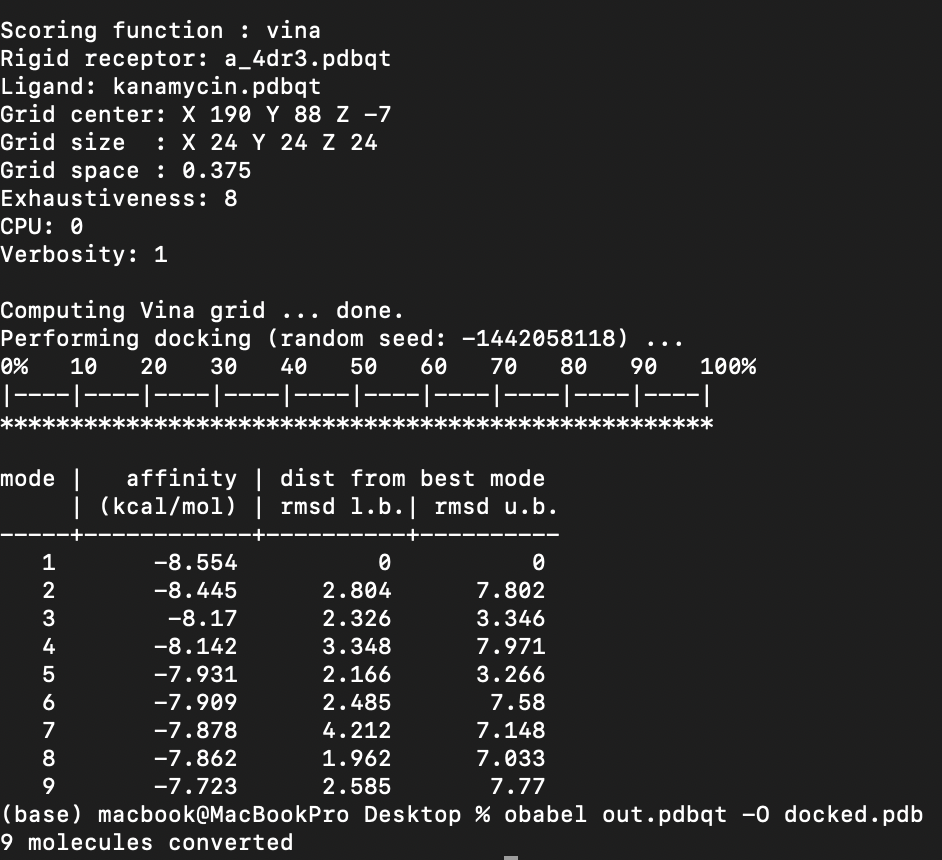 Scoring function : vina
Rigid receptor: a_4dr3.pdbqt
Ligand: kanamycin.pdbqt
Grid center: X 190 Y 88 Z -7
Grid size  : X 24 Y 24 Z 24
Grid space : 0.375
Exhaustiveness: 8
CPU: 0
Verbosity: 1

Computing Vina grid ... done.
Performing docking (random seed: -1442058118) ...
0%   10   20   30   40   50   60   70   80   90   100%
|----|----|----|----|----|----|----|----|----|----|
***************************************************

mode |   affinity | dist from best mode
     | (kcal/mol) | rmsd l.b.| rmsd u.b.
-----+------------+----------+----------
   1       -8.554          0          0
   2       -8.445      2.804      7.802
   3        -8.17      2.326      3.346
   4       -8.142      3.348      7.971
   5       -7.931      2.166      3.266
   6       -7.909      2.485       7.58
   7       -7.878      4.212      7.148
   8       -7.862      1.962      7.033
   9       -7.723      2.585       7.77
(base) macbook@MacBookPro Desktop % obabel out.pdbqt -O docked.pdb
9 molecules converted